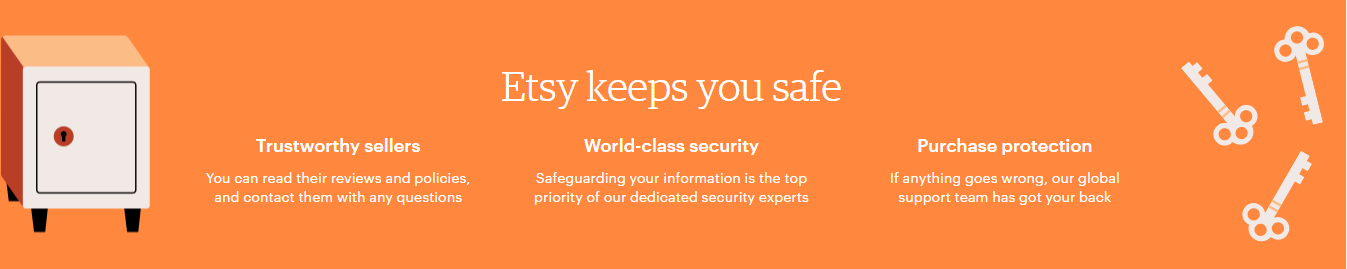 Etsy keeps you safe
Trustworthy sellers
You can read their reviews and policies,
and contact them with any questions
World-class security
Safeguarding your information is the top
priority of our dedicated security experts
Purchase protection
If anything goes wrong, our global
support team has got your back